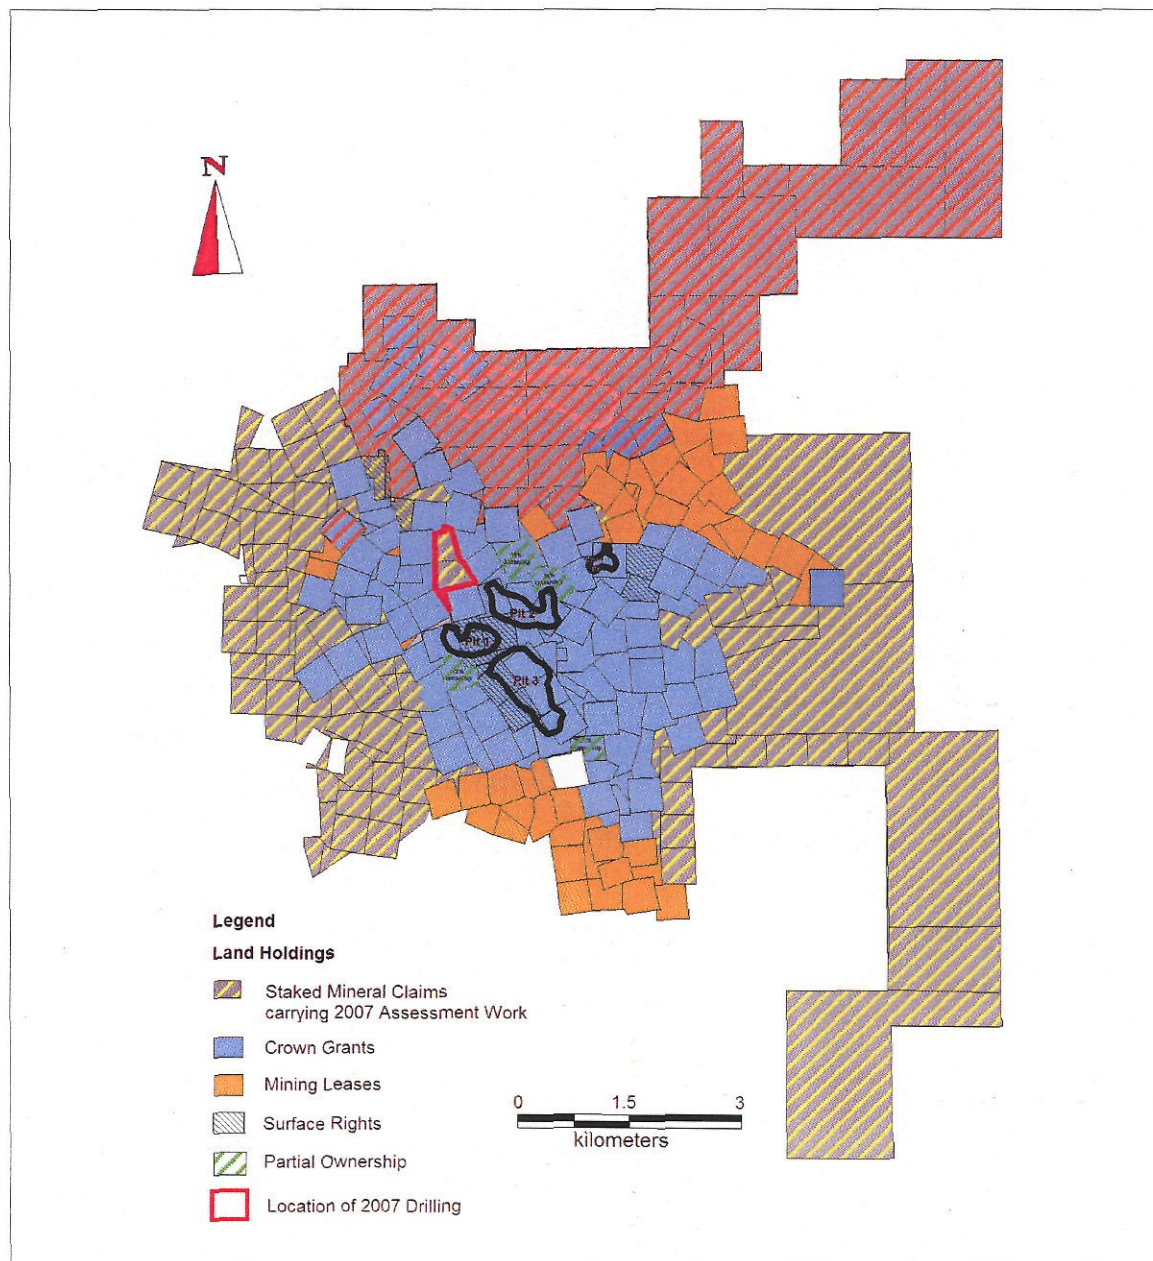 N
Pit 2
Pit 1
Pit 3
Legend
Land Holdings
Staked Mineral Claims
carrying 2007 Assessment Work
Crown Grants
Mining Leases
Surface Rights
Partial Ownership
Location of 2007 Drilling
0 1.5 3
kilometers